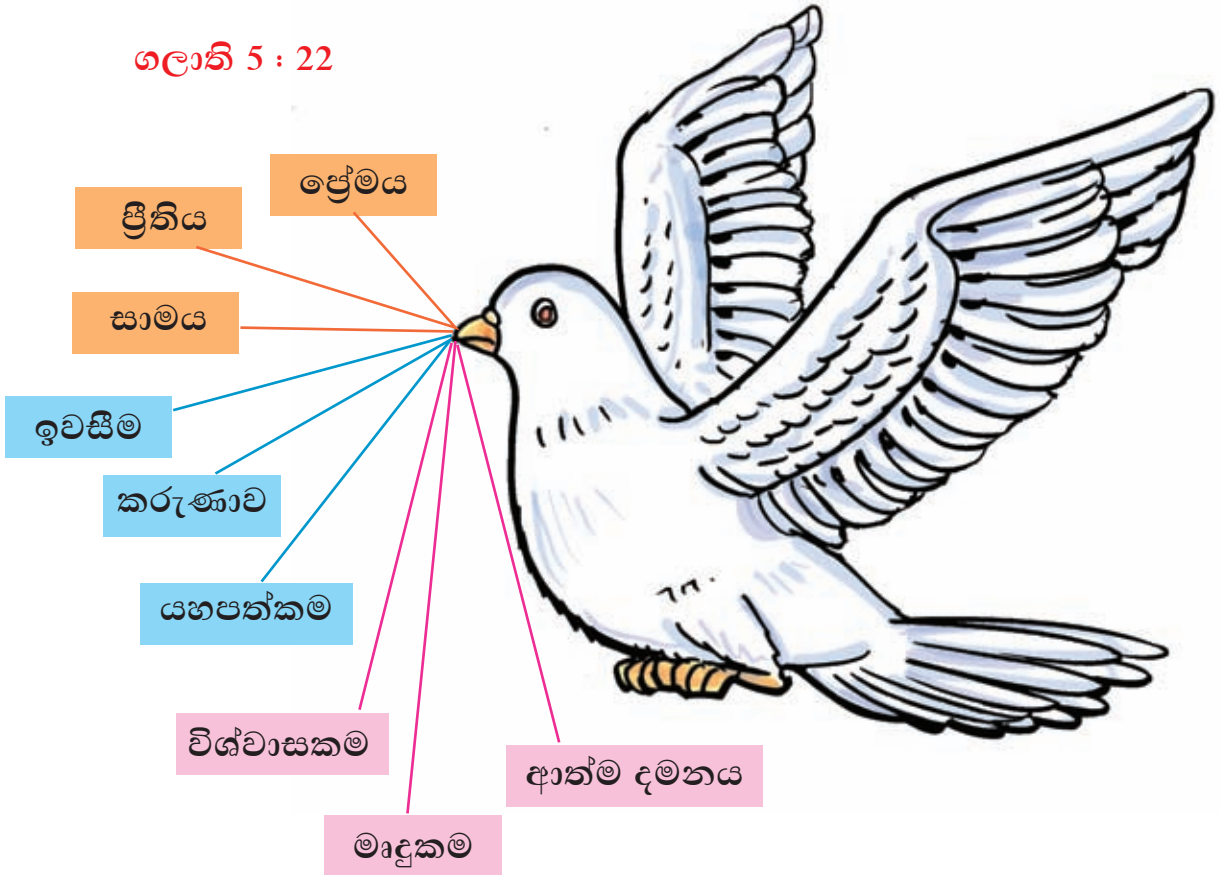 ගලාති 5 : 22
ප්‍රේමය
ප්‍රීතිය
සාමය
ඉවසීම
කරුණාව
යහපත්කම
විශ්වාසකම
ආත්ම දමනය
මෘදුකම